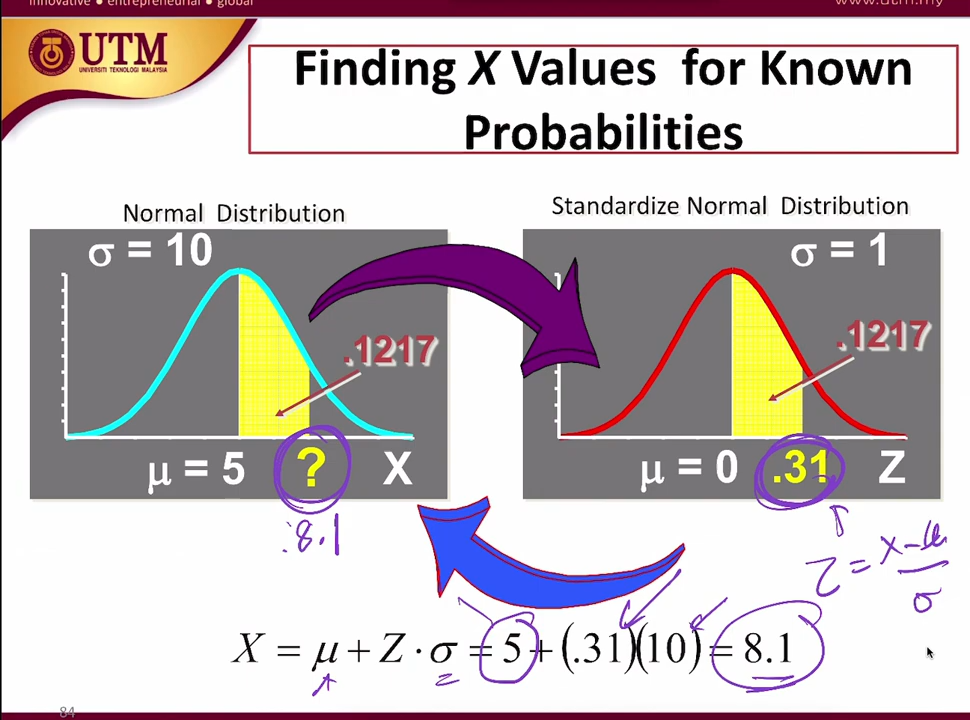 innovative ● entrepreneurial ● global
www.utm.my
UTM
UNIVERSITI TEKNOLOGI MALAYSIA
Finding X Values for Known
Probabilities
Normal Distribution
σ = 10
.1217
μ = 5 ? X
:8.1
Standardize Normal Distribution
σ = 1
.1217
μ = 0 .31 Z
Z = x-μ / σ
X = μ + Z · σ = 5 + (.31)(10) = 8.1
84